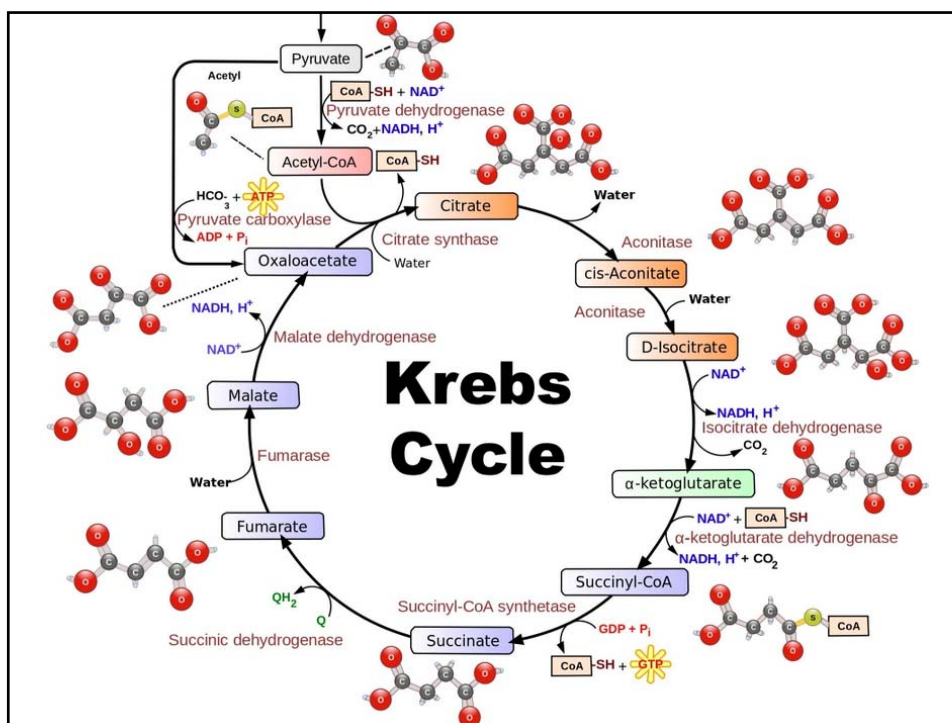 Pyruvate
Acetyl
CoA-SH + NAD+
Pyruvate dehydrogenase
CO2+NADH, H+
S CoA
Acetyl-CoA
CoA-SH
HCO3- + ATP
Pyruvate carboxylase
ADP + Pi
Oxaloacetate
Citrate
Citrate synthase
Water
Water
Aconitase
cis-Aconitate
Aconitase
Water
D-Isocitrate
NAD+
NADH, H+
Isocitrate dehydrogenase
CO2
α-ketoglutarate
NAD+ + CoA-SH
α-ketoglutarate dehydrogenase
NADH, H+ + CO2
Succinyl-CoA
S CoA
Succinyl-CoA synthetase
GDP + Pi
CoA-SH + GTP
Succinate
QH2
Q
Succinic dehydrogenase
Fumarate
Water
Fumarase
Malate
NADH, H+
NAD+
Malate dehydrogenase
Krebs
Cycle